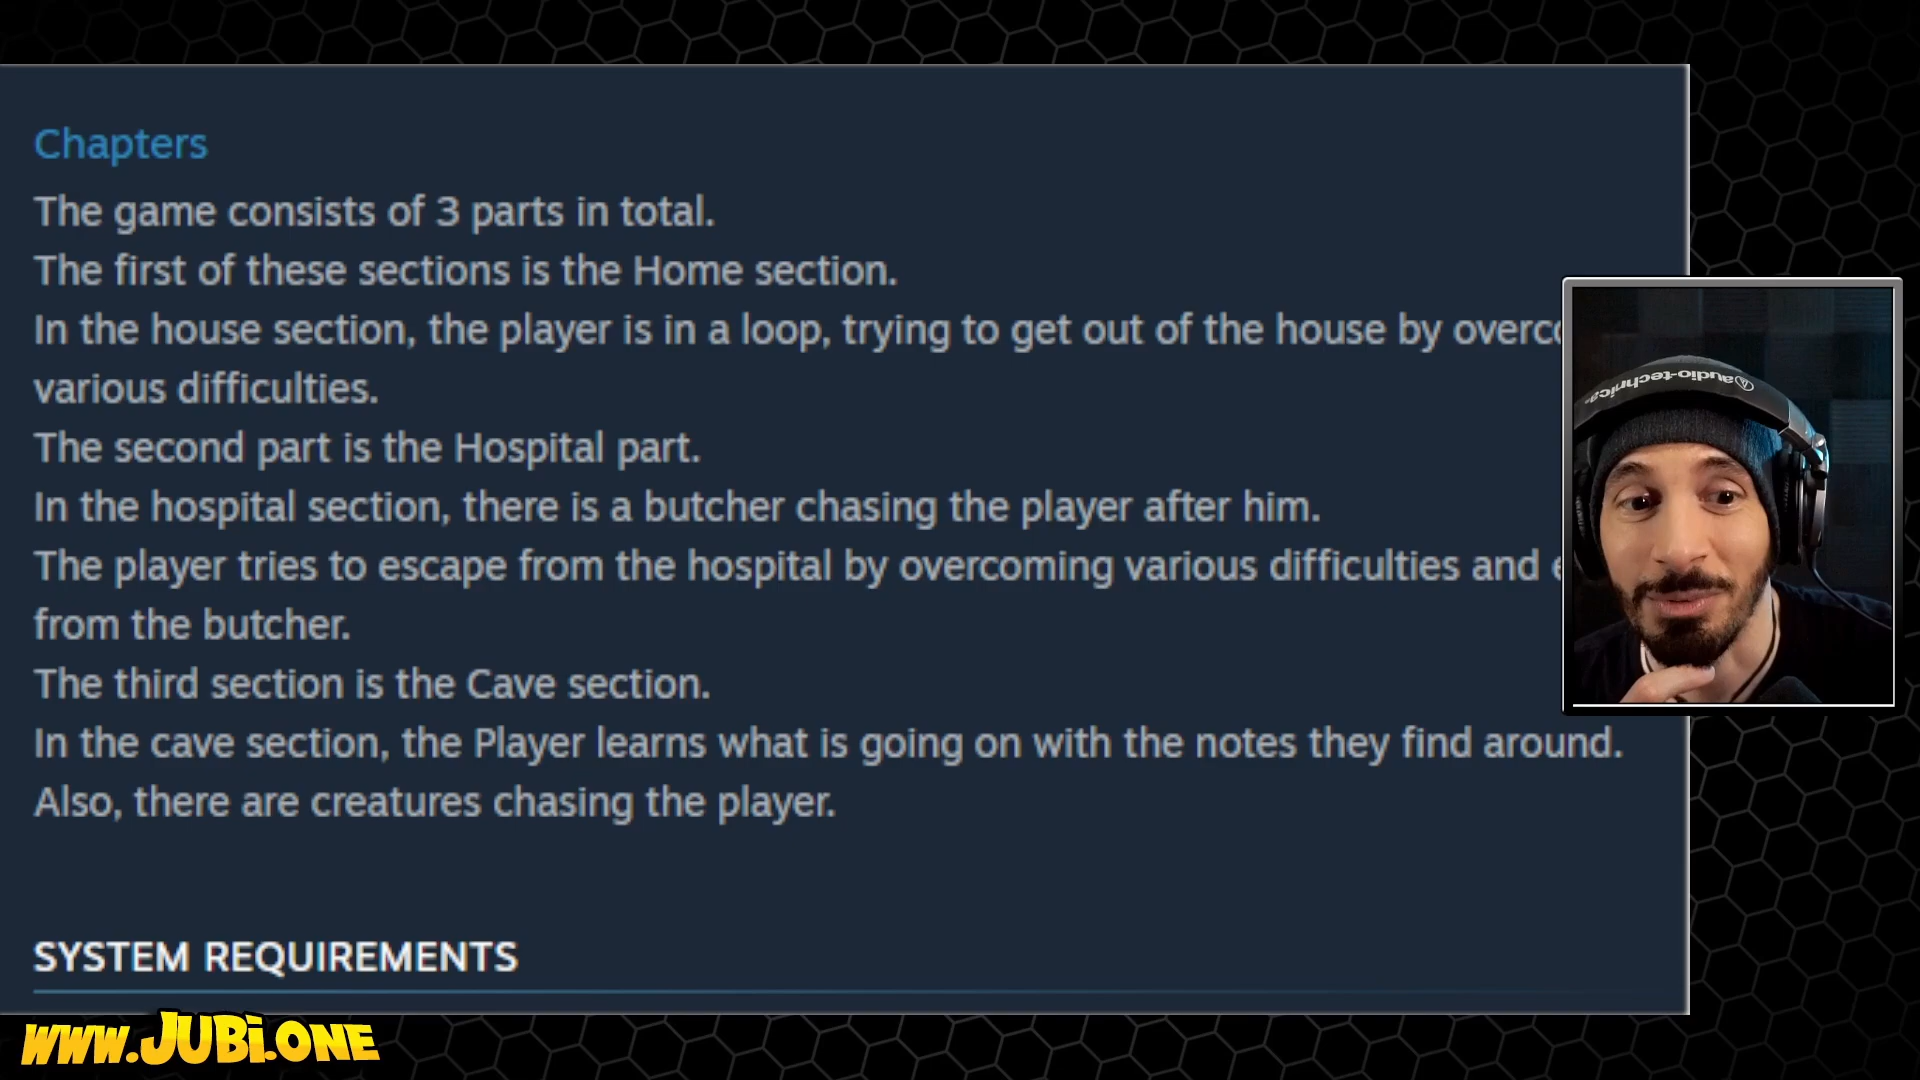 Chapters
The game consists of 3 parts in total.
The first of these sections is the Home section.
In the house section, the player is in a loop, trying to get out of the house by
various difficulties.
The second part is the Hospital part.
In the hospital section, there is a butcher chasing the player after him.
The player tries to escape from the hospital by overcoming various difficulties and
from the butcher.
The third section is the Cave section.
In the cave section, the Player learns what is going on with the notes they find around.
Also, there are creatures chasing the player.
SYSTEM REQUIREMENTS
audio-technica
www.JUBi.ONE